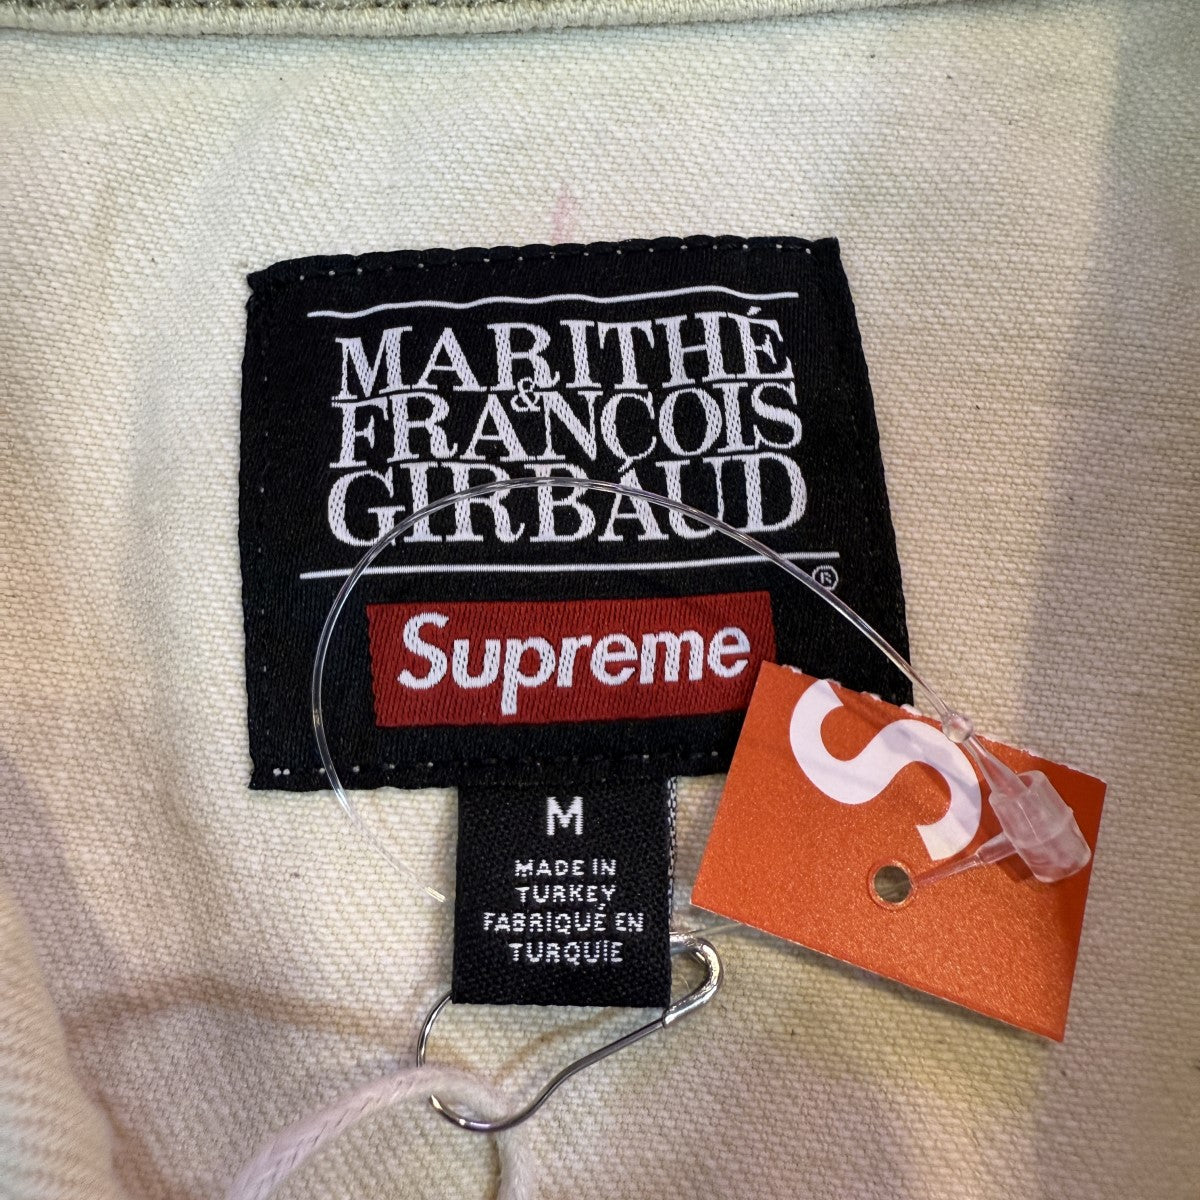 MARITHÉ
&
FRANÇOIS
GIRBAUD
®
Supreme
M
MADE IN
TURKEY
FABRIQUÉ EN
TURQUIE
S